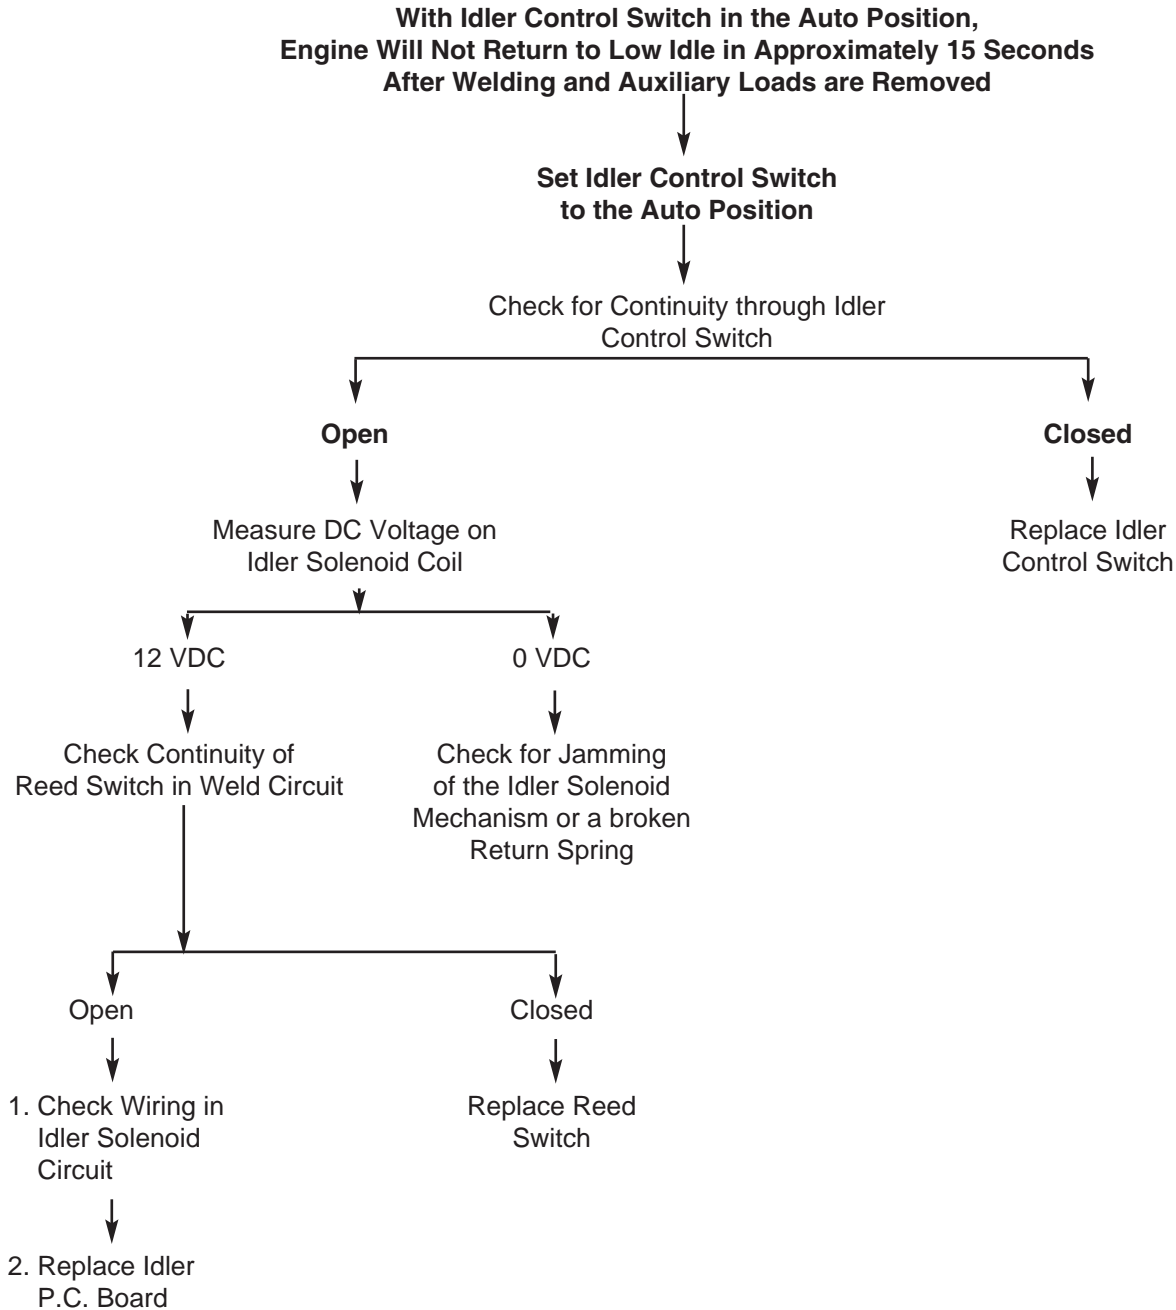 With Idler Control Switch in the Auto Position,
Engine Will Not Return to Low Idle in Approximately 15 Seconds
After Welding and Auxiliary Loads are Removed
Set Idler Control Switch
to the Auto Position
Check for Continuity through Idler
Control Switch
Open
Closed
Measure DC Voltage on
Idler Solenoid Coil
Replace Idler
Control Switch
12 VDC
0 VDC
Check Continuity of
Reed Switch in Weld Circuit
Check for Jamming
of the Idler Solenoid
Mechanism or a broken
Return Spring
Open
Closed
1. Check Wiring in
Idler Solenoid
Circuit
Replace Reed
Switch
2. Replace Idler
P.C. Board